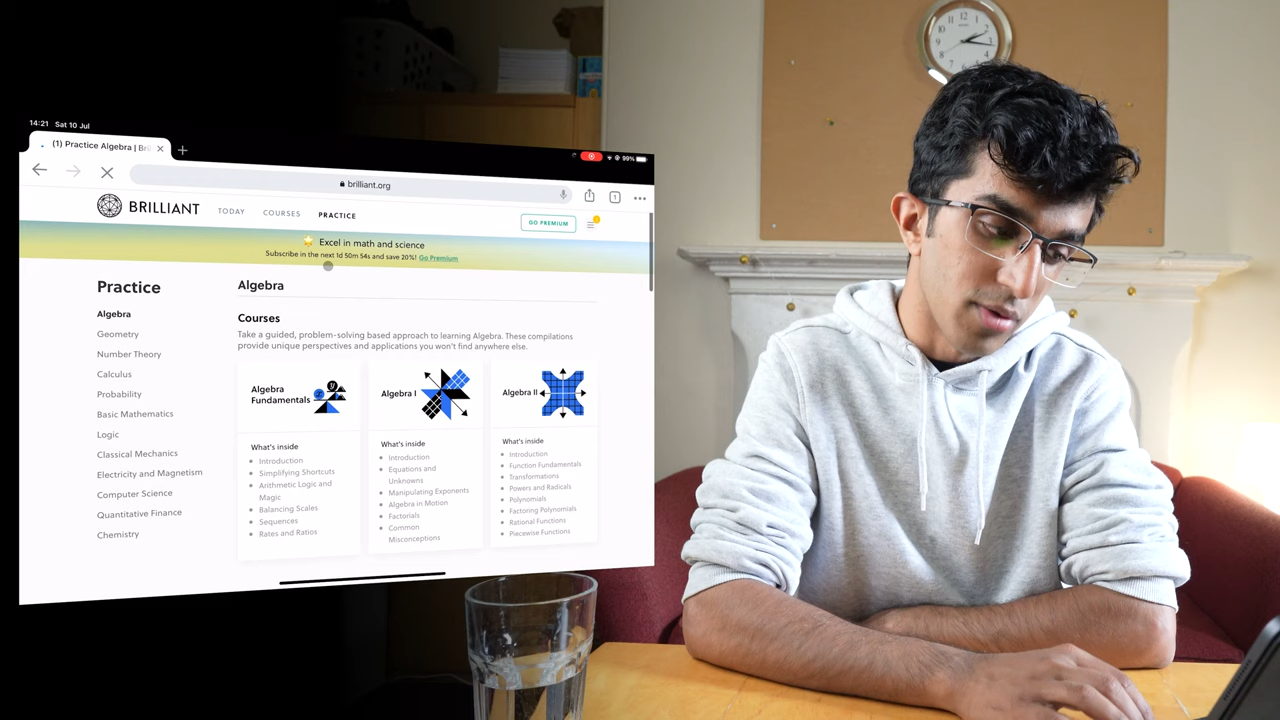 14:21 Sat 10 Jul
(1) Practice Algebra | Bri
99%
brilliant.org
1
BRILLIANT
TODAY
COURSES
PRACTICE
GO PREMIUM
Excel in math and science
Subscribe in the next 1d 50m 54s and save 20%! Go Premium
Practice
Algebra
Geometry
Number Theory
Calculus
Probability
Basic Mathematics
Logic
Classical Mechanics
Electricity and Magnetism
Computer Science
Quantitative Finance
Chemistry
Algebra
Courses
Take a guided, problem-solving based approach to learning Algebra. These compilations
provide unique perspectives and applications you won't find anywhere else.
Algebra
Fundamentals
What's inside
Introduction
Simplifying Shortcuts
Arithmetic Logic and
Magic
Balancing Scales
Sequences
Rates and Ratios
Algebra I
What's inside
Introduction
Equations and
Unknowns
Manipulating Exponents
Algebra in Motion
Factorials
Common
Misconceptions
Algebra II
What's inside
Introduction
Function Fundamentals
Transformations
Powers and Radicals
Polynomials
Factoring Polynomials
Rational Functions
Piecewise Functions